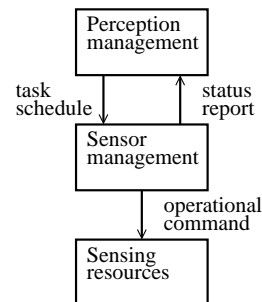 Perception
management
task
schedule
status
report
Sensor
management
operational
command
Sensing
resources